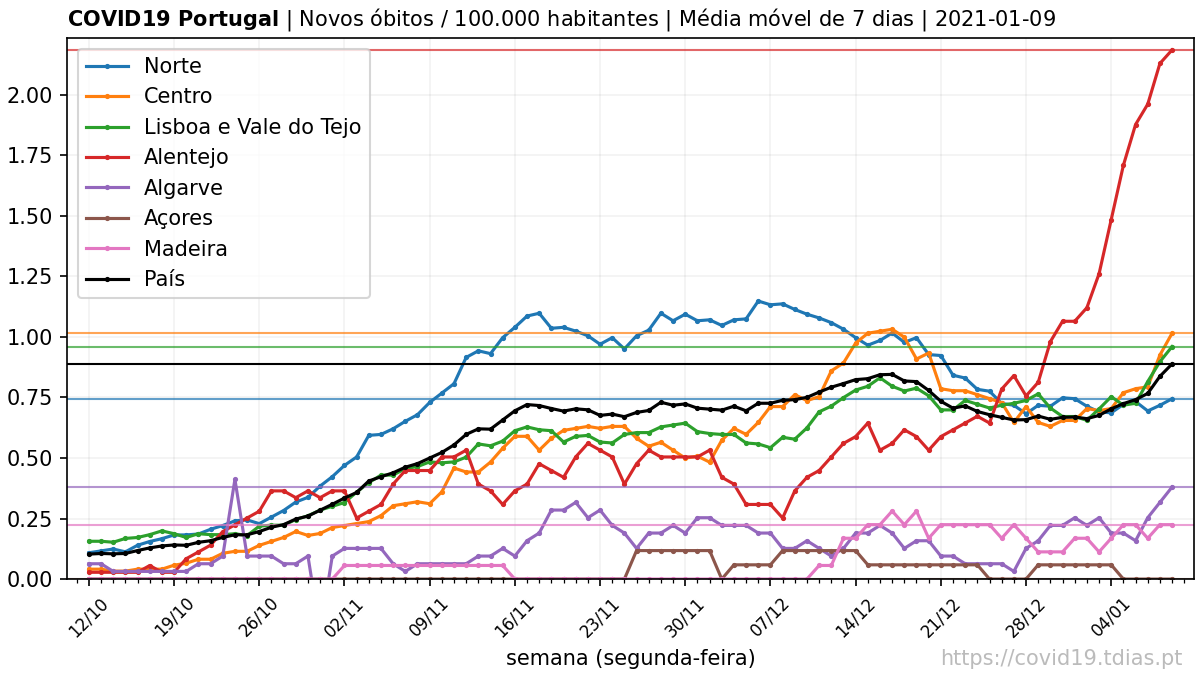 COVID19 Portugal | Novos óbitos / 100.000 habitantes | Média móvel de 7 dias | 2021-01-09
Norte
Centro
Lisboa e Vale do Tejo
Alentejo
Algarve
Açores
Madeira
País
2.00
1.75
1.50
1.25
1.00
0.75
0.50
0.25
0.00
12/10 19/10 26/10 02/11 09/11 16/11 23/11 30/11 07/12 14/12 21/12 28/12 04/01
semana (segunda-feira)
https://covid19.tdias.pt